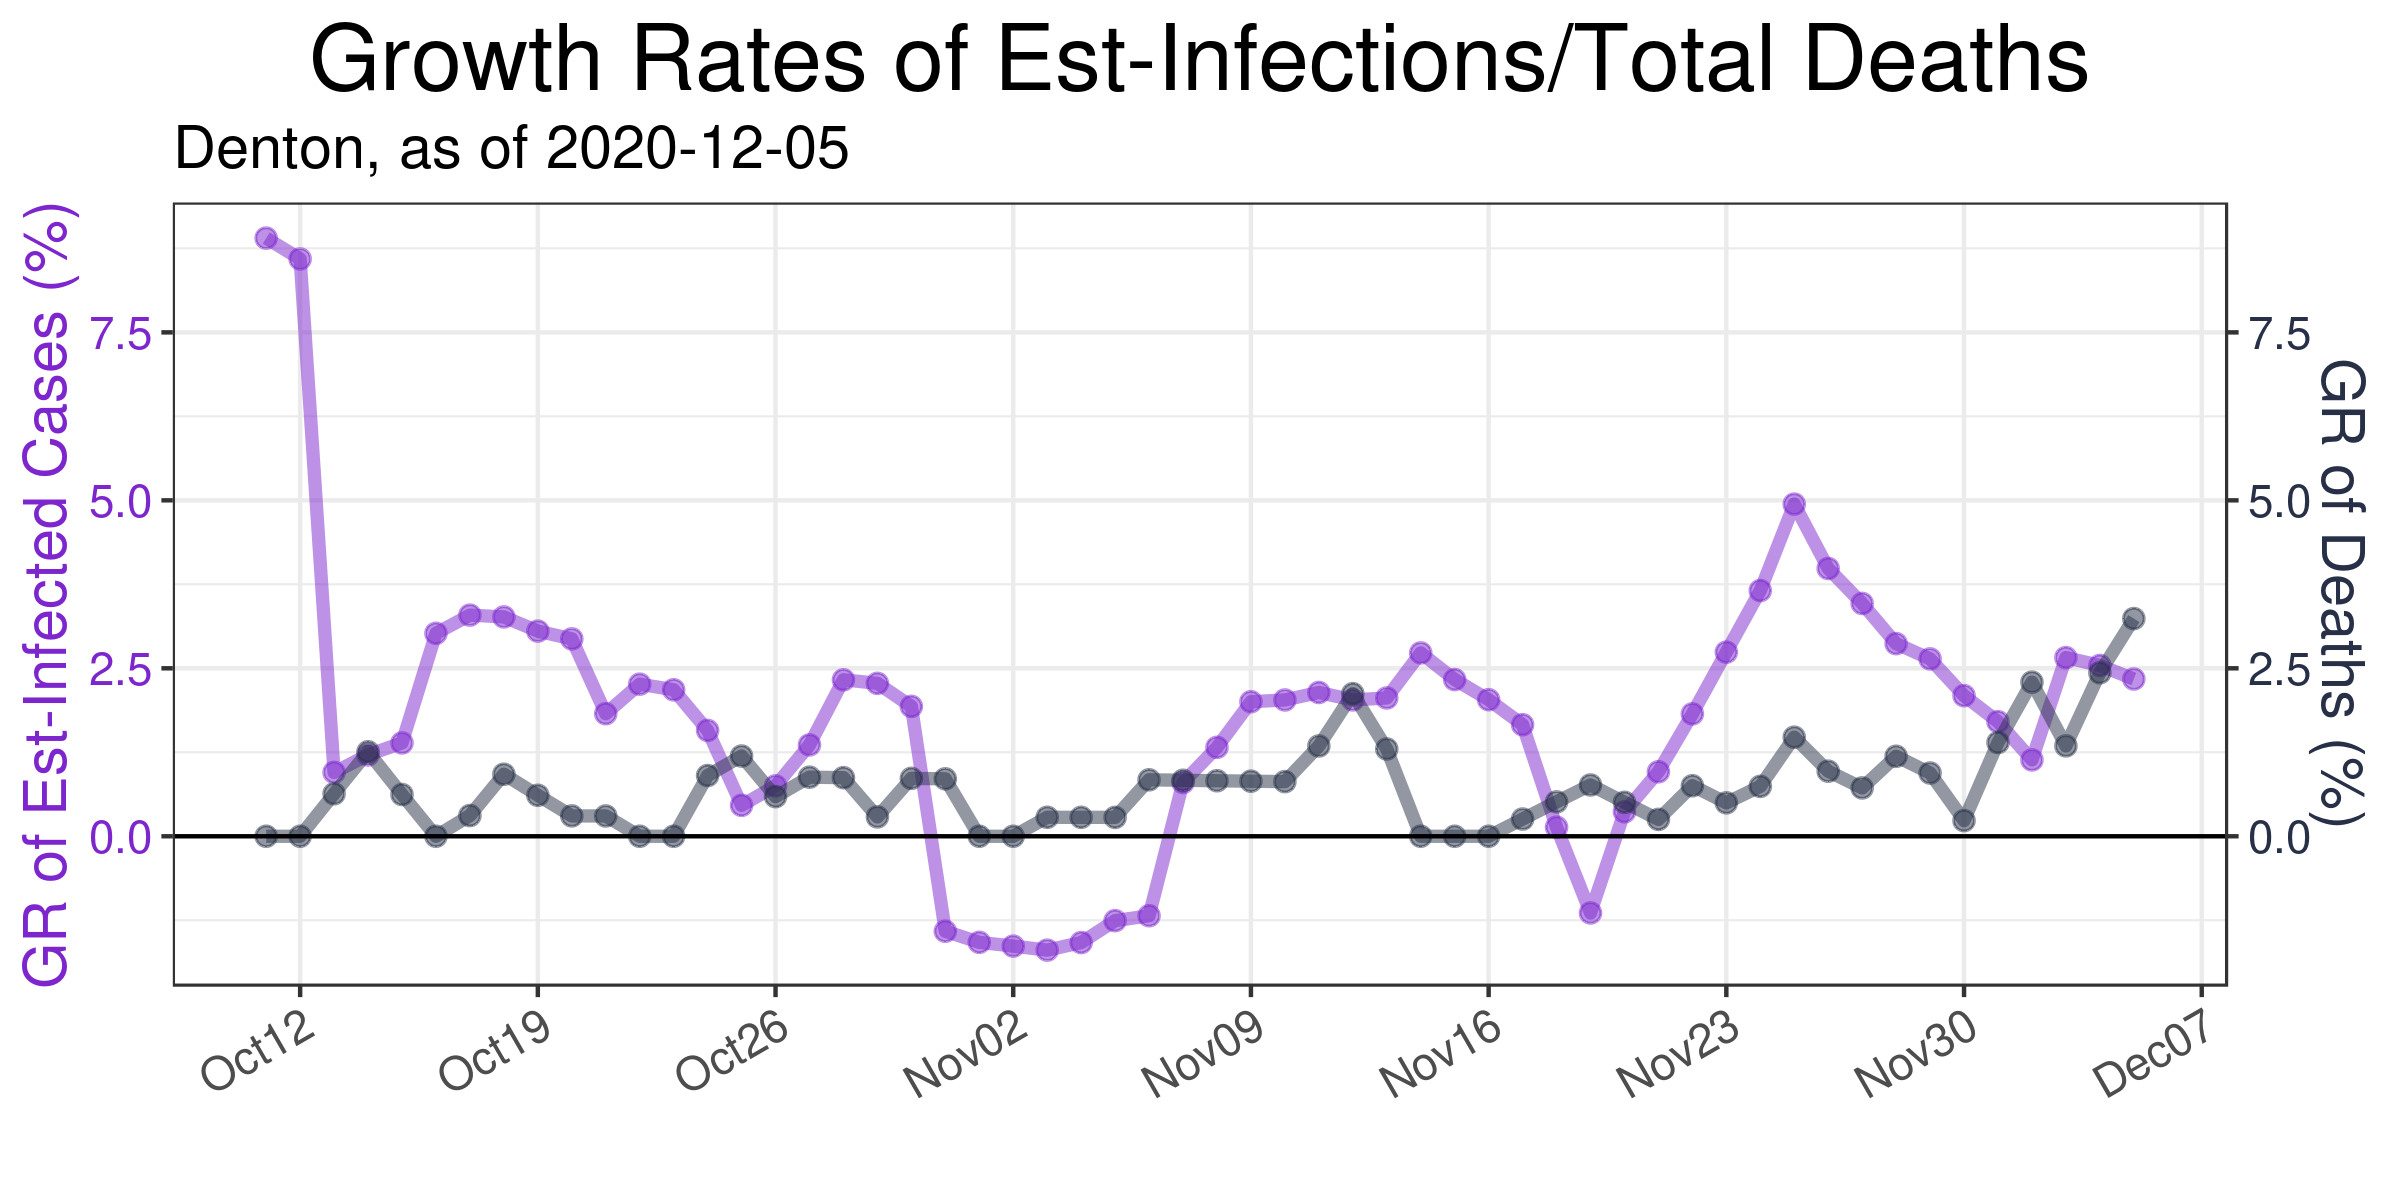 Growth Rates of Est-Infections/Total Deaths
Denton, as of 2020-12-05
GR of Est-Infected Cases (%)
7.5
5.0
2.5
0.0
7.5
5.0
2.5
0.0
GR of Deaths (%)
Oct12
Oct19
Oct26
Nov02
Nov09
Nov16
Nov23
Nov30
Dec07